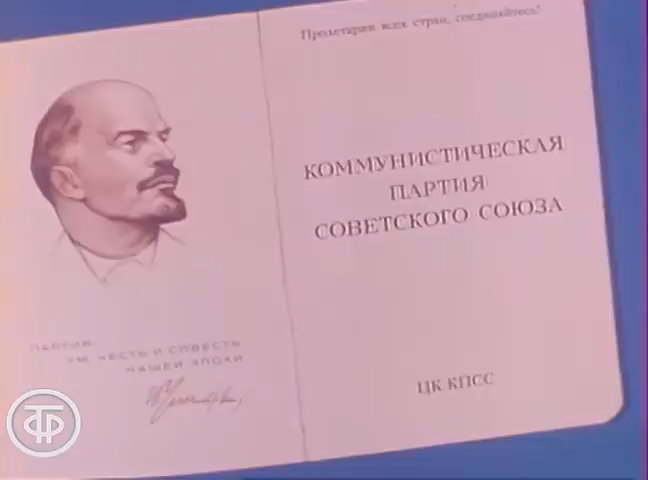 ПАРТИЯ
УМ, ЧЕСТЬ И СОВЕСТЬ
НАШЕЙ ЭПОХИ
Пролетарии всех стран, соединяйтесь!
КОММУНИСТИЧЕСКАЯ
ПАРТИЯ
СОВЕТСКОГО СОЮЗА
ЦК КПСС